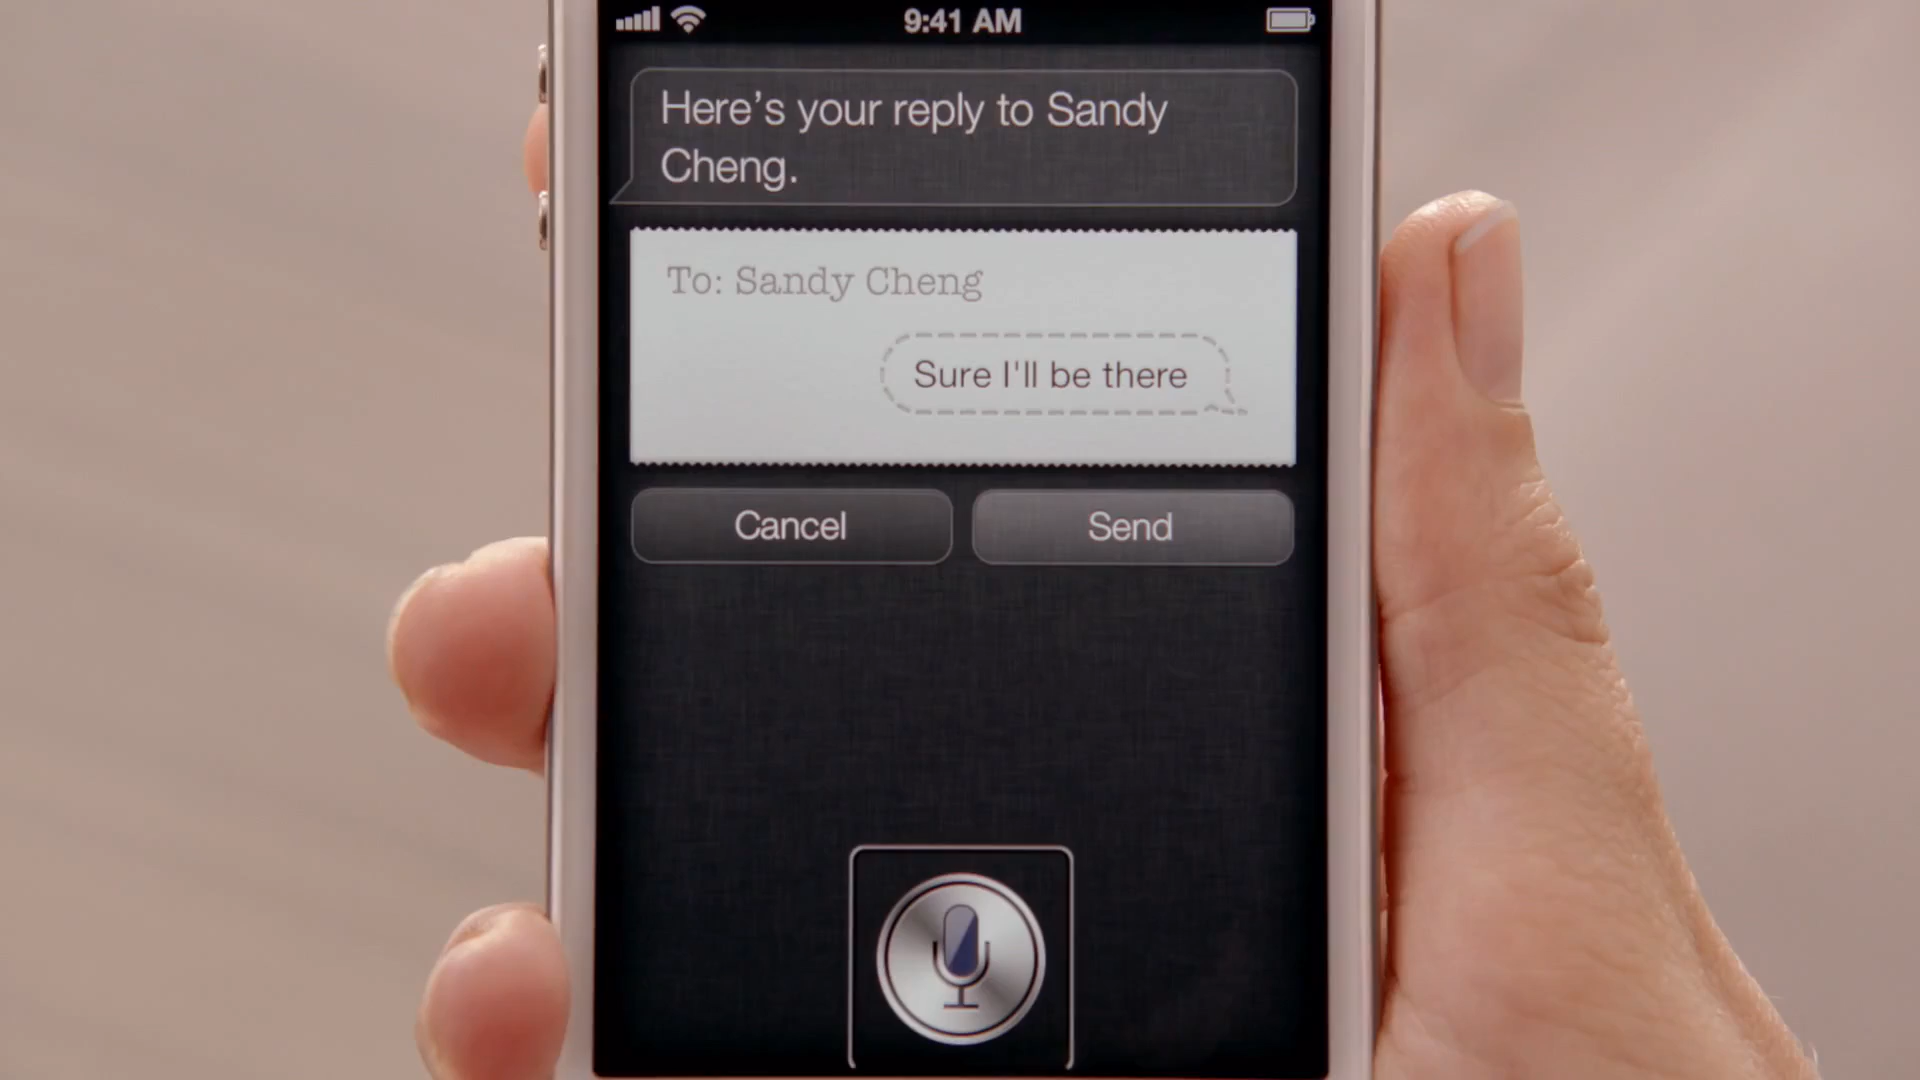 9:41 AM
Here’s your reply to Sandy
Cheng.
To: Sandy Cheng
Sure I'll be there
Cancel
Send